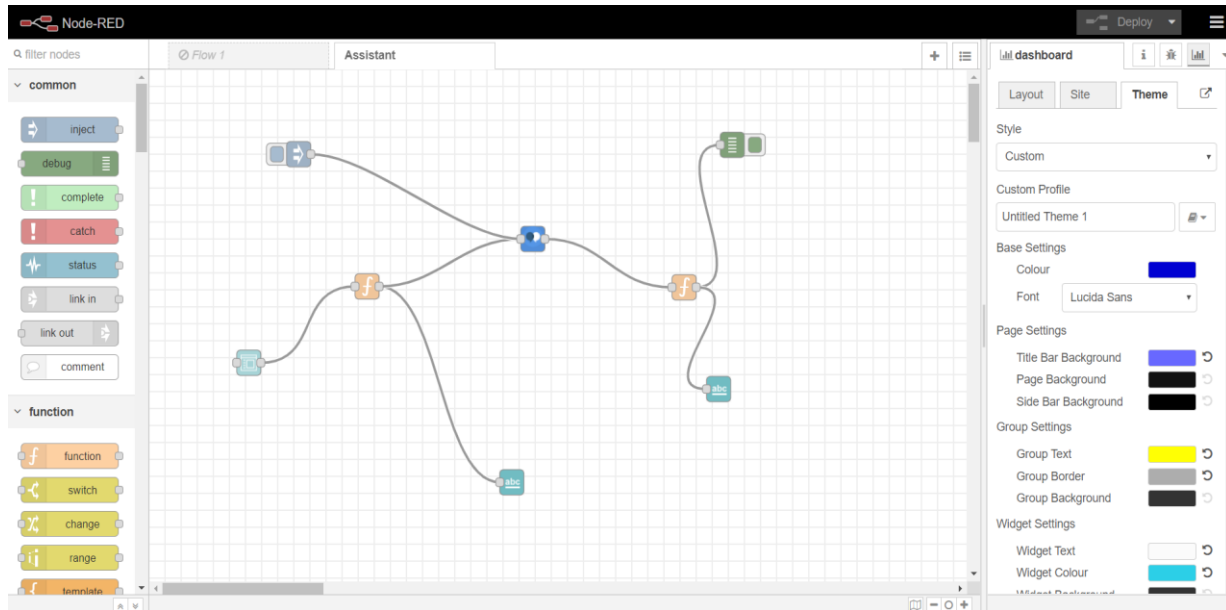 Node-RED
Deploy
filter nodes
Flow 1
Assistant
dashboard
i
common
inject
debug
complete
catch
status
link in
link out
comment
function
function
switch
change
range
template
abc
abc
Layout
Site
Theme
Style
Custom
Custom Profile
Untitled Theme 1
Base Settings
Colour
Font
Lucida Sans
Page Settings
Title Bar Background
Page Background
Side Bar Background
Group Settings
Group Text
Group Border
Group Background
Widget Settings
Widget Text
Widget Colour
Widget Background